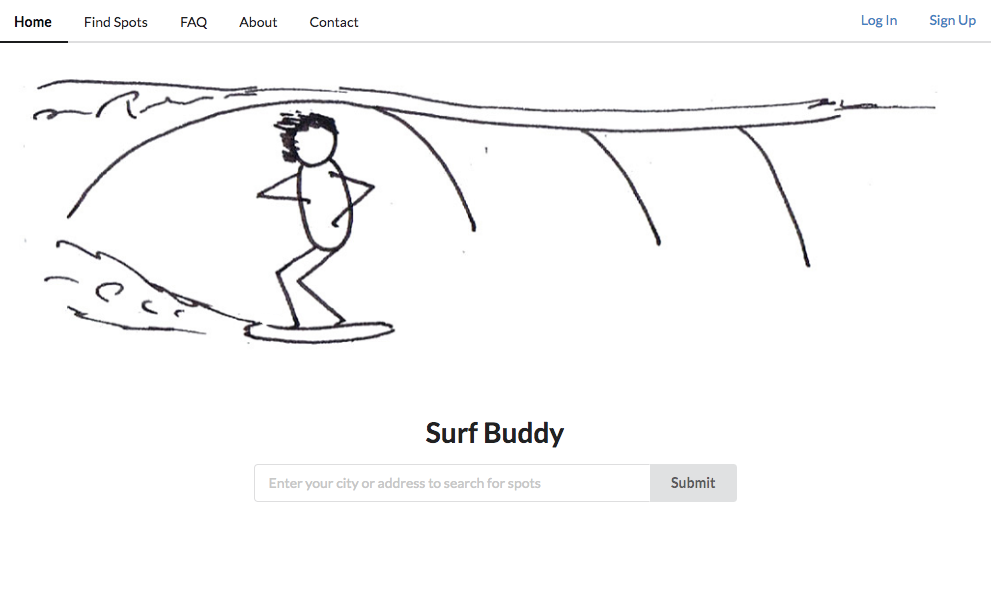 Home Find Spots FAQ About Contact Log In Sign Up
Surf Buddy
Enter your city or address to search for spots Submit